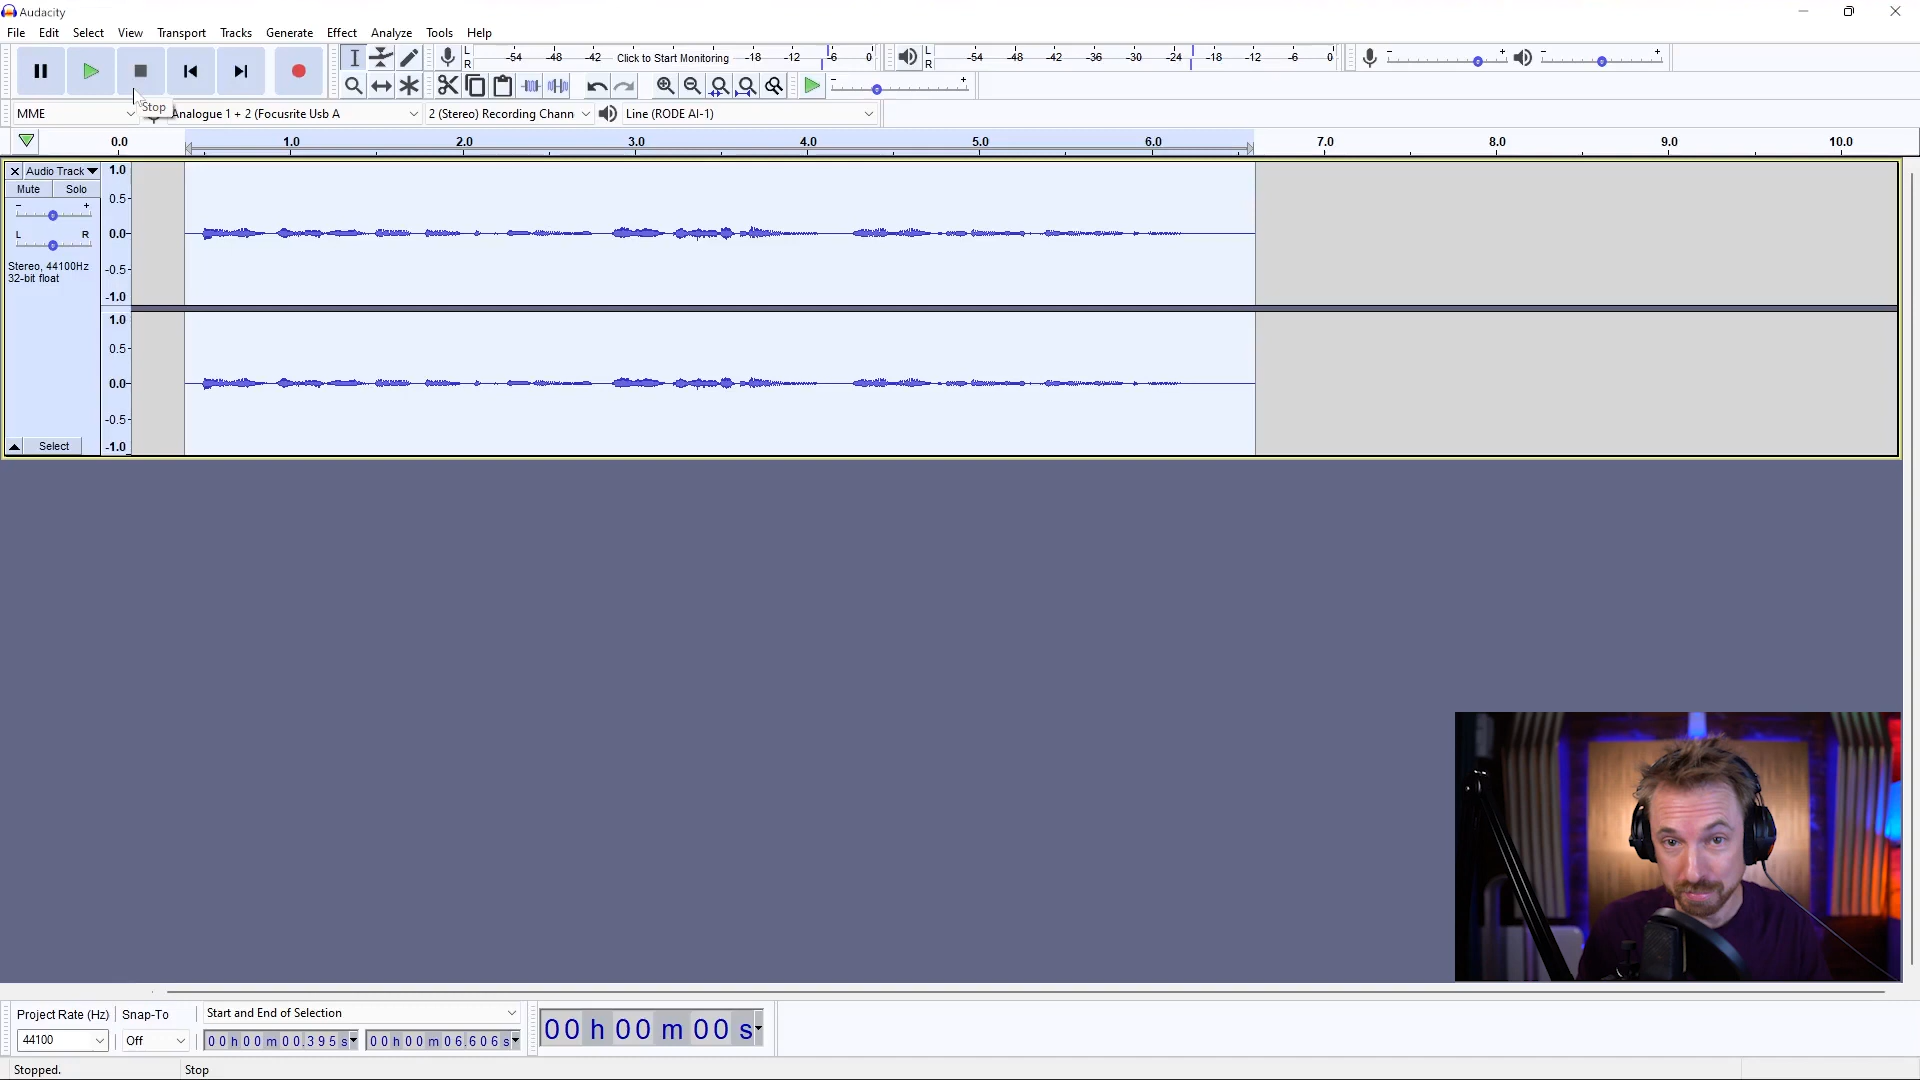 Audacity
File Edit Select View Transport Tracks Generate Effect Analyze Tools Help
L
R
-54 -48 -42 Click to Start Monitoring -18 -12 -6 0
L
R
-54 -48 -42 -36 -30 -24 -18 -12 -6 0
- +
- +
- +
Stop
MME
Analogue 1 + 2 (Focusrite Usb A
2 (Stereo) Recording Chann
Line (RODE AI-1)
0.0 1.0 2.0 3.0 4.0 5.0 6.0 7.0 8.0 9.0 10.0
Audio Track
Mute Solo
- +
L R
Stereo, 44100Hz
32-bit float
1.0
0.5-
0.0-
-0.5-
-1.0
1.0
0.5-
0.0-
-0.5-
-1.0
Select
Project Rate (Hz) Snap-To Start and End of Selection
44100 Off 00 h 00 m 00.395 s 00 h 00 m 06.606 s
00 h 00 m 00 s
Stopped. Stop